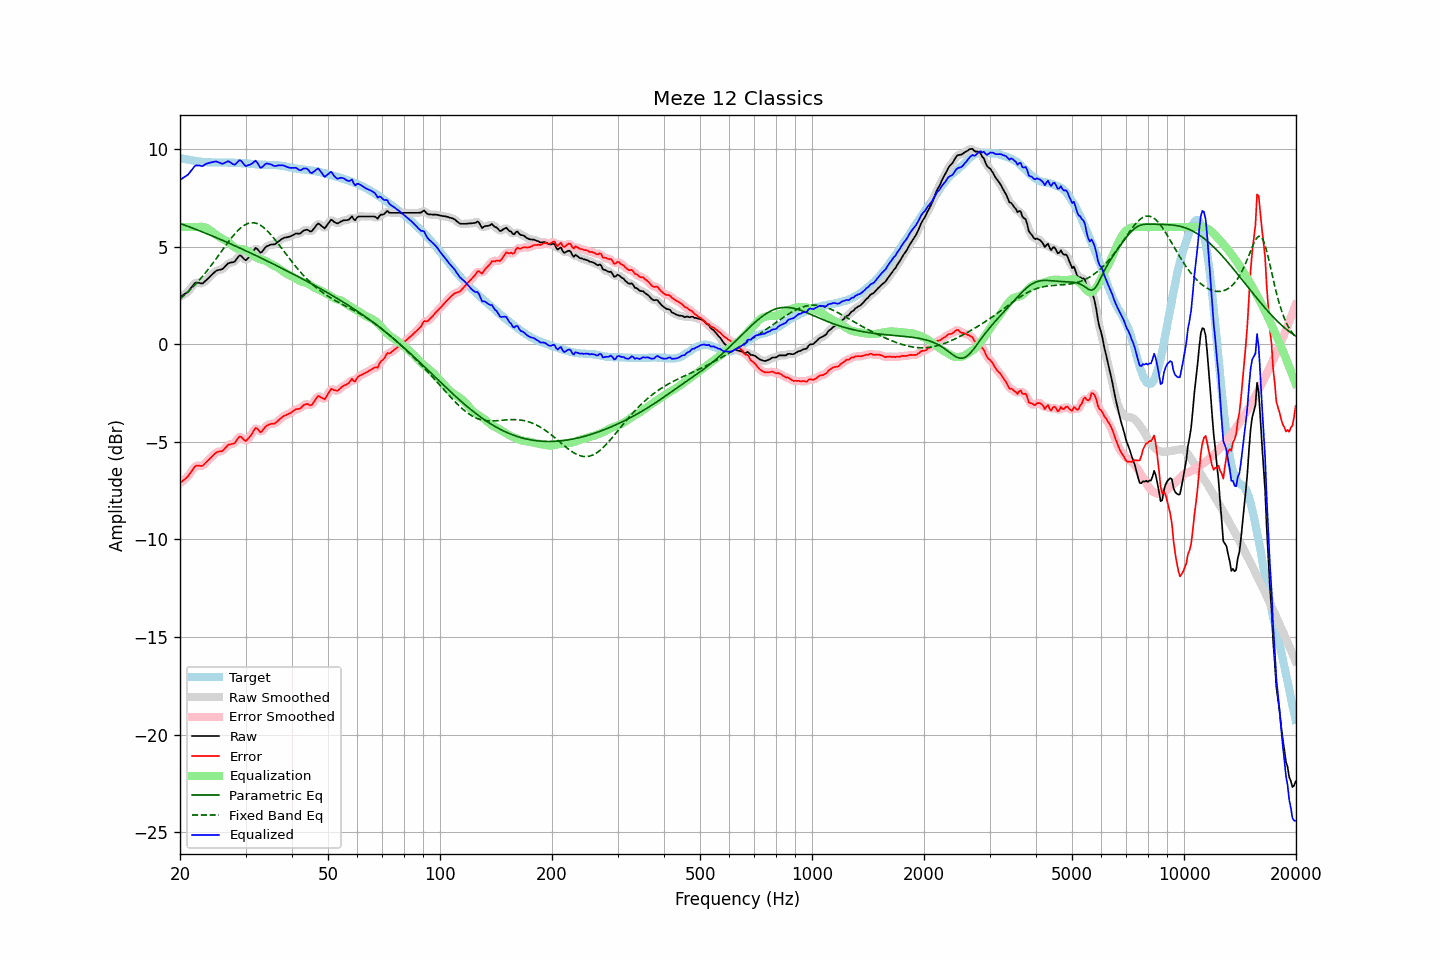 Meze 12 Classics
Amplitude (dBr)
10
5
0
−5
−10
−15
−20
−25
Target
Raw Smoothed
Error Smoothed
Raw
Error
Equalization
Parametric Eq
Fixed Band Eq
Equalized
20 50 100 200 500 1000 2000 5000 10000 20000
Frequency (Hz)